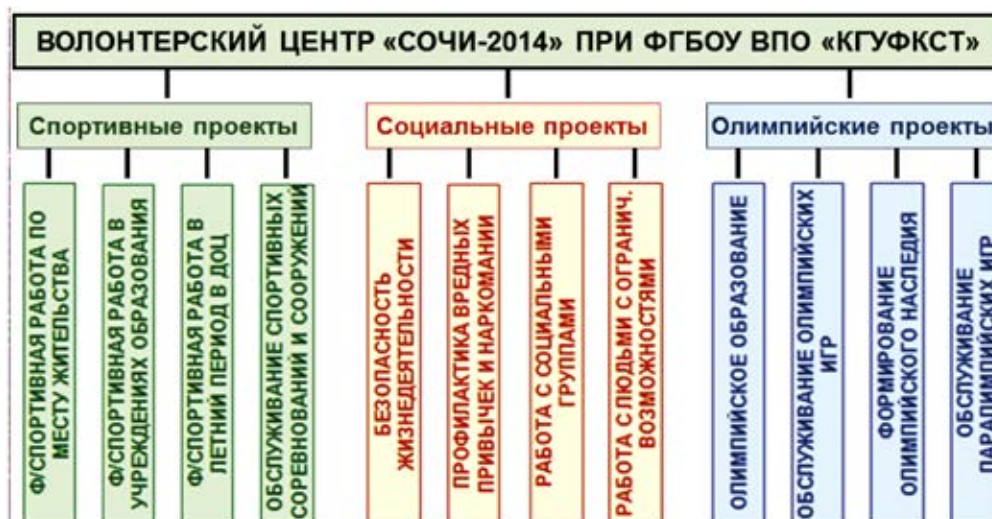 ВОЛОНТЕРСКИЙ ЦЕНТР «СОЧИ-2014» ПРИ ФГБОУ ВПО «КГУФКСТ»
Спортивные проекты
Ф/СПОРТИВНАЯ РАБОТА ПО
МЕСТУ ЖИТЕЛЬСТВА
Ф/СПОРТИВНАЯ РАБОТА В
УЧРЕЖДЕНИЯХ ОБРАЗОВАНИЯ
Ф/СПОРТИВНАЯ РАБОТА В
ЛЕТНИЙ ПЕРИОД В ДОЦ
ОБСЛУЖИВАНИЕ СПОРТИВНЫХ
СОРЕВНОВАНИЙ И СООРУЖЕНИЙ
Социальные проекты
БЕЗОПАСНОСТЬ
ЖИЗНЕДЕЯТЕЛЬНОСТИ
ПРОФИЛАКТИКА ВРЕДНЫХ
ПРИВЫЧЕК И НАРКОМАНИИ
РАБОТА С СОЦИАЛЬНЫМИ
ГРУППАМИ
РАБОТА С ЛЮДЬМИ С ОГРАНИЧ.
ВОЗМОЖНОСТЯМИ
Олимпийские проекты
ОЛИМПИЙСКОЕ ОБРАЗОВАНИЕ
ОБСЛУЖИВАНИЕ ОЛИМПИЙСКИХ
ИГР
ФОРМИРОВАНИЕ
ОЛИМПИЙСКОГО НАСЛЕДИЯ
ОБСЛУЖИВАНИЕ
ПАРАЛИМПИЙСКИХ ИГР